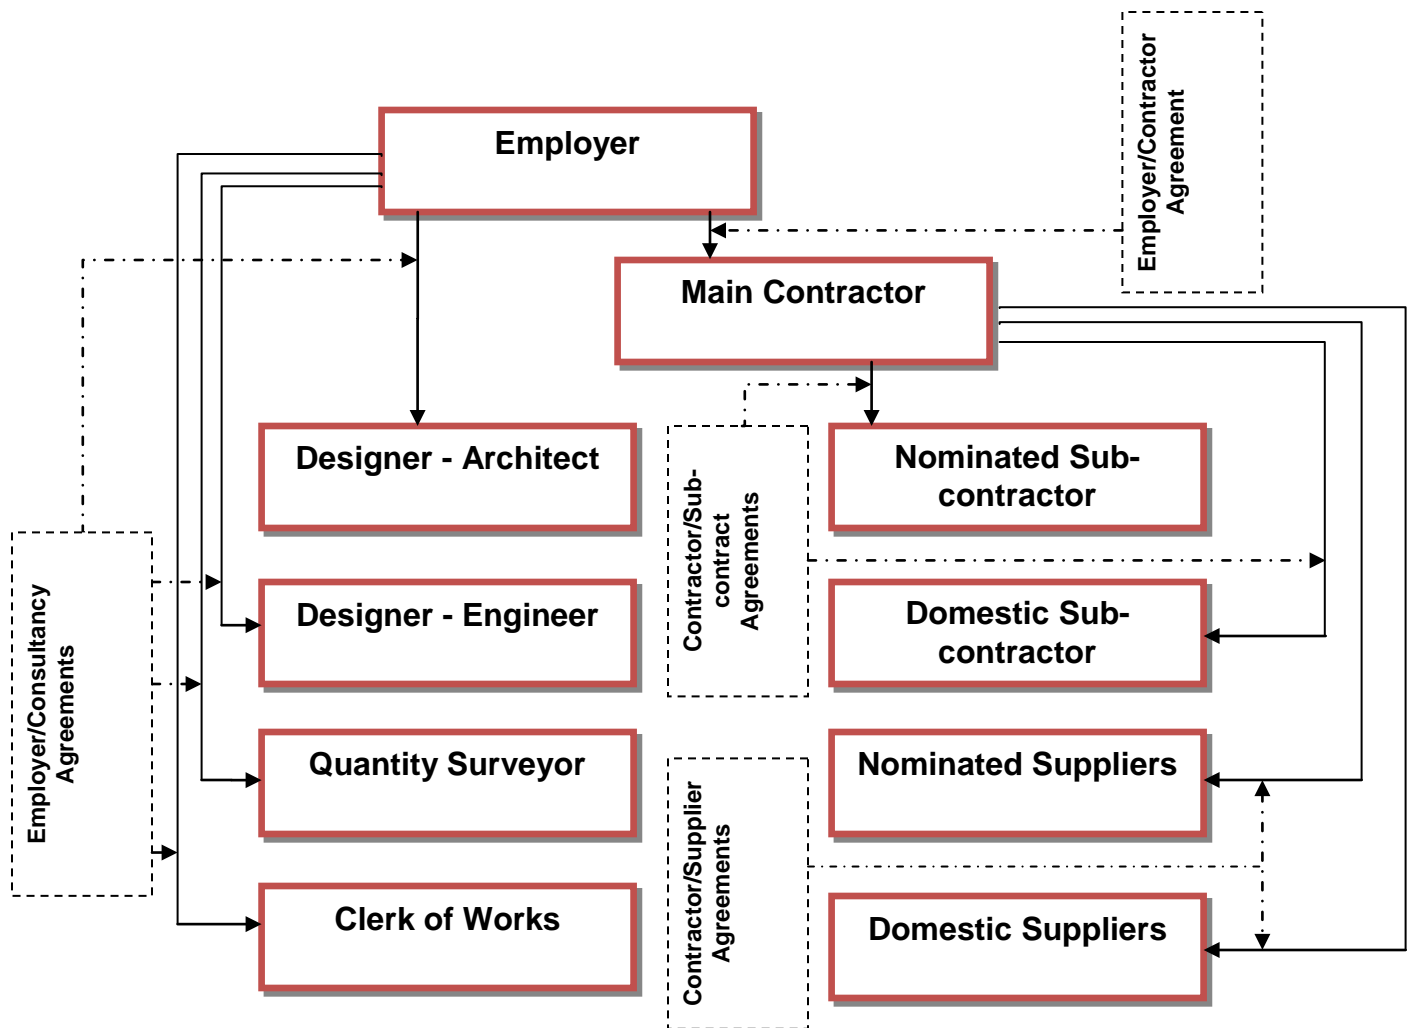 Employer
Employer/Contractor
Agreement
Main Contractor
Designer - Architect
Nominated Sub-
contractor
Contractor/Sub-
contract
Agreements
Designer - Engineer
Domestic Sub-
contractor
Employer/Consultancy
Agreements
Quantity Surveyor
Nominated Suppliers
Contractor/Supplier
Agreements
Clerk of Works
Domestic Suppliers